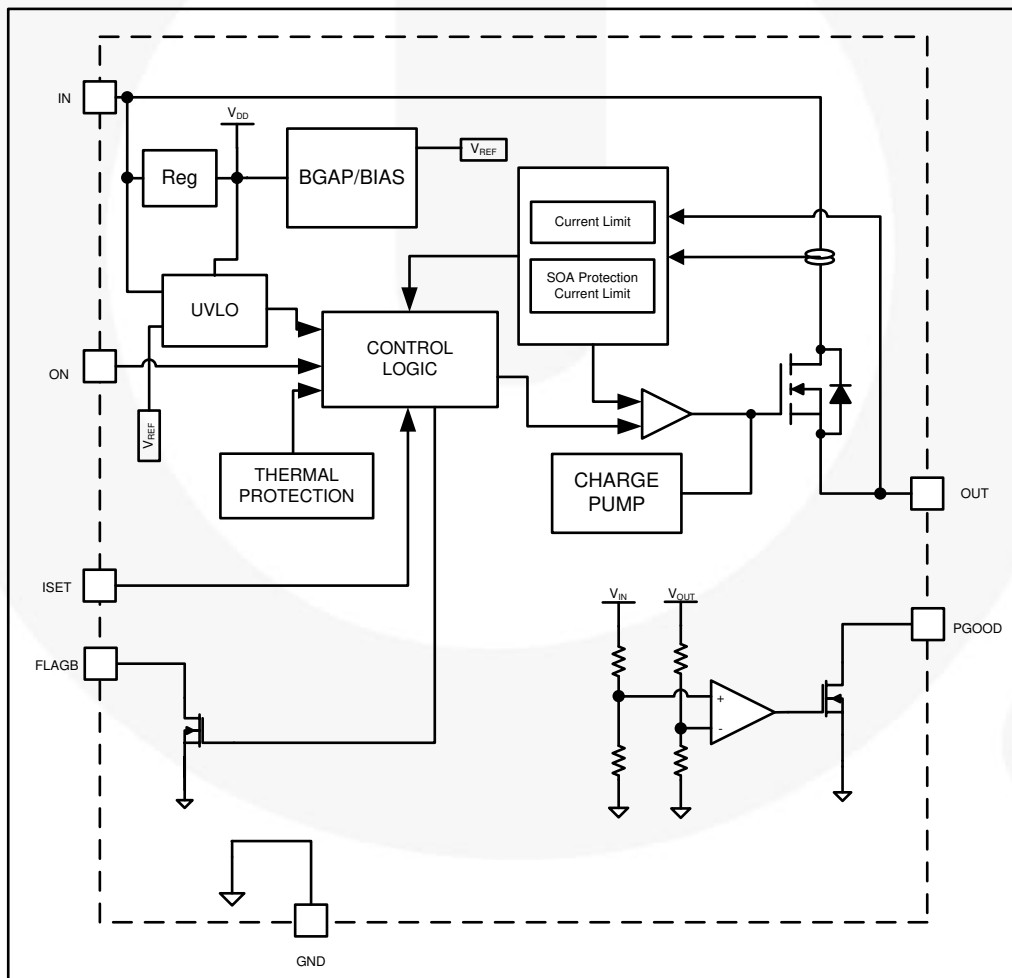 IN
VDD
Reg
BGAP/BIAS
VREF
Current Limit
SOA Protection
Current Limit
UVLO
CONTROL
LOGIC
ON
VREF
THERMAL
PROTECTION
CHARGE
PUMP
OUT
ISET
VIN
VOUT
PGOOD
FLAGB
+
-
GND